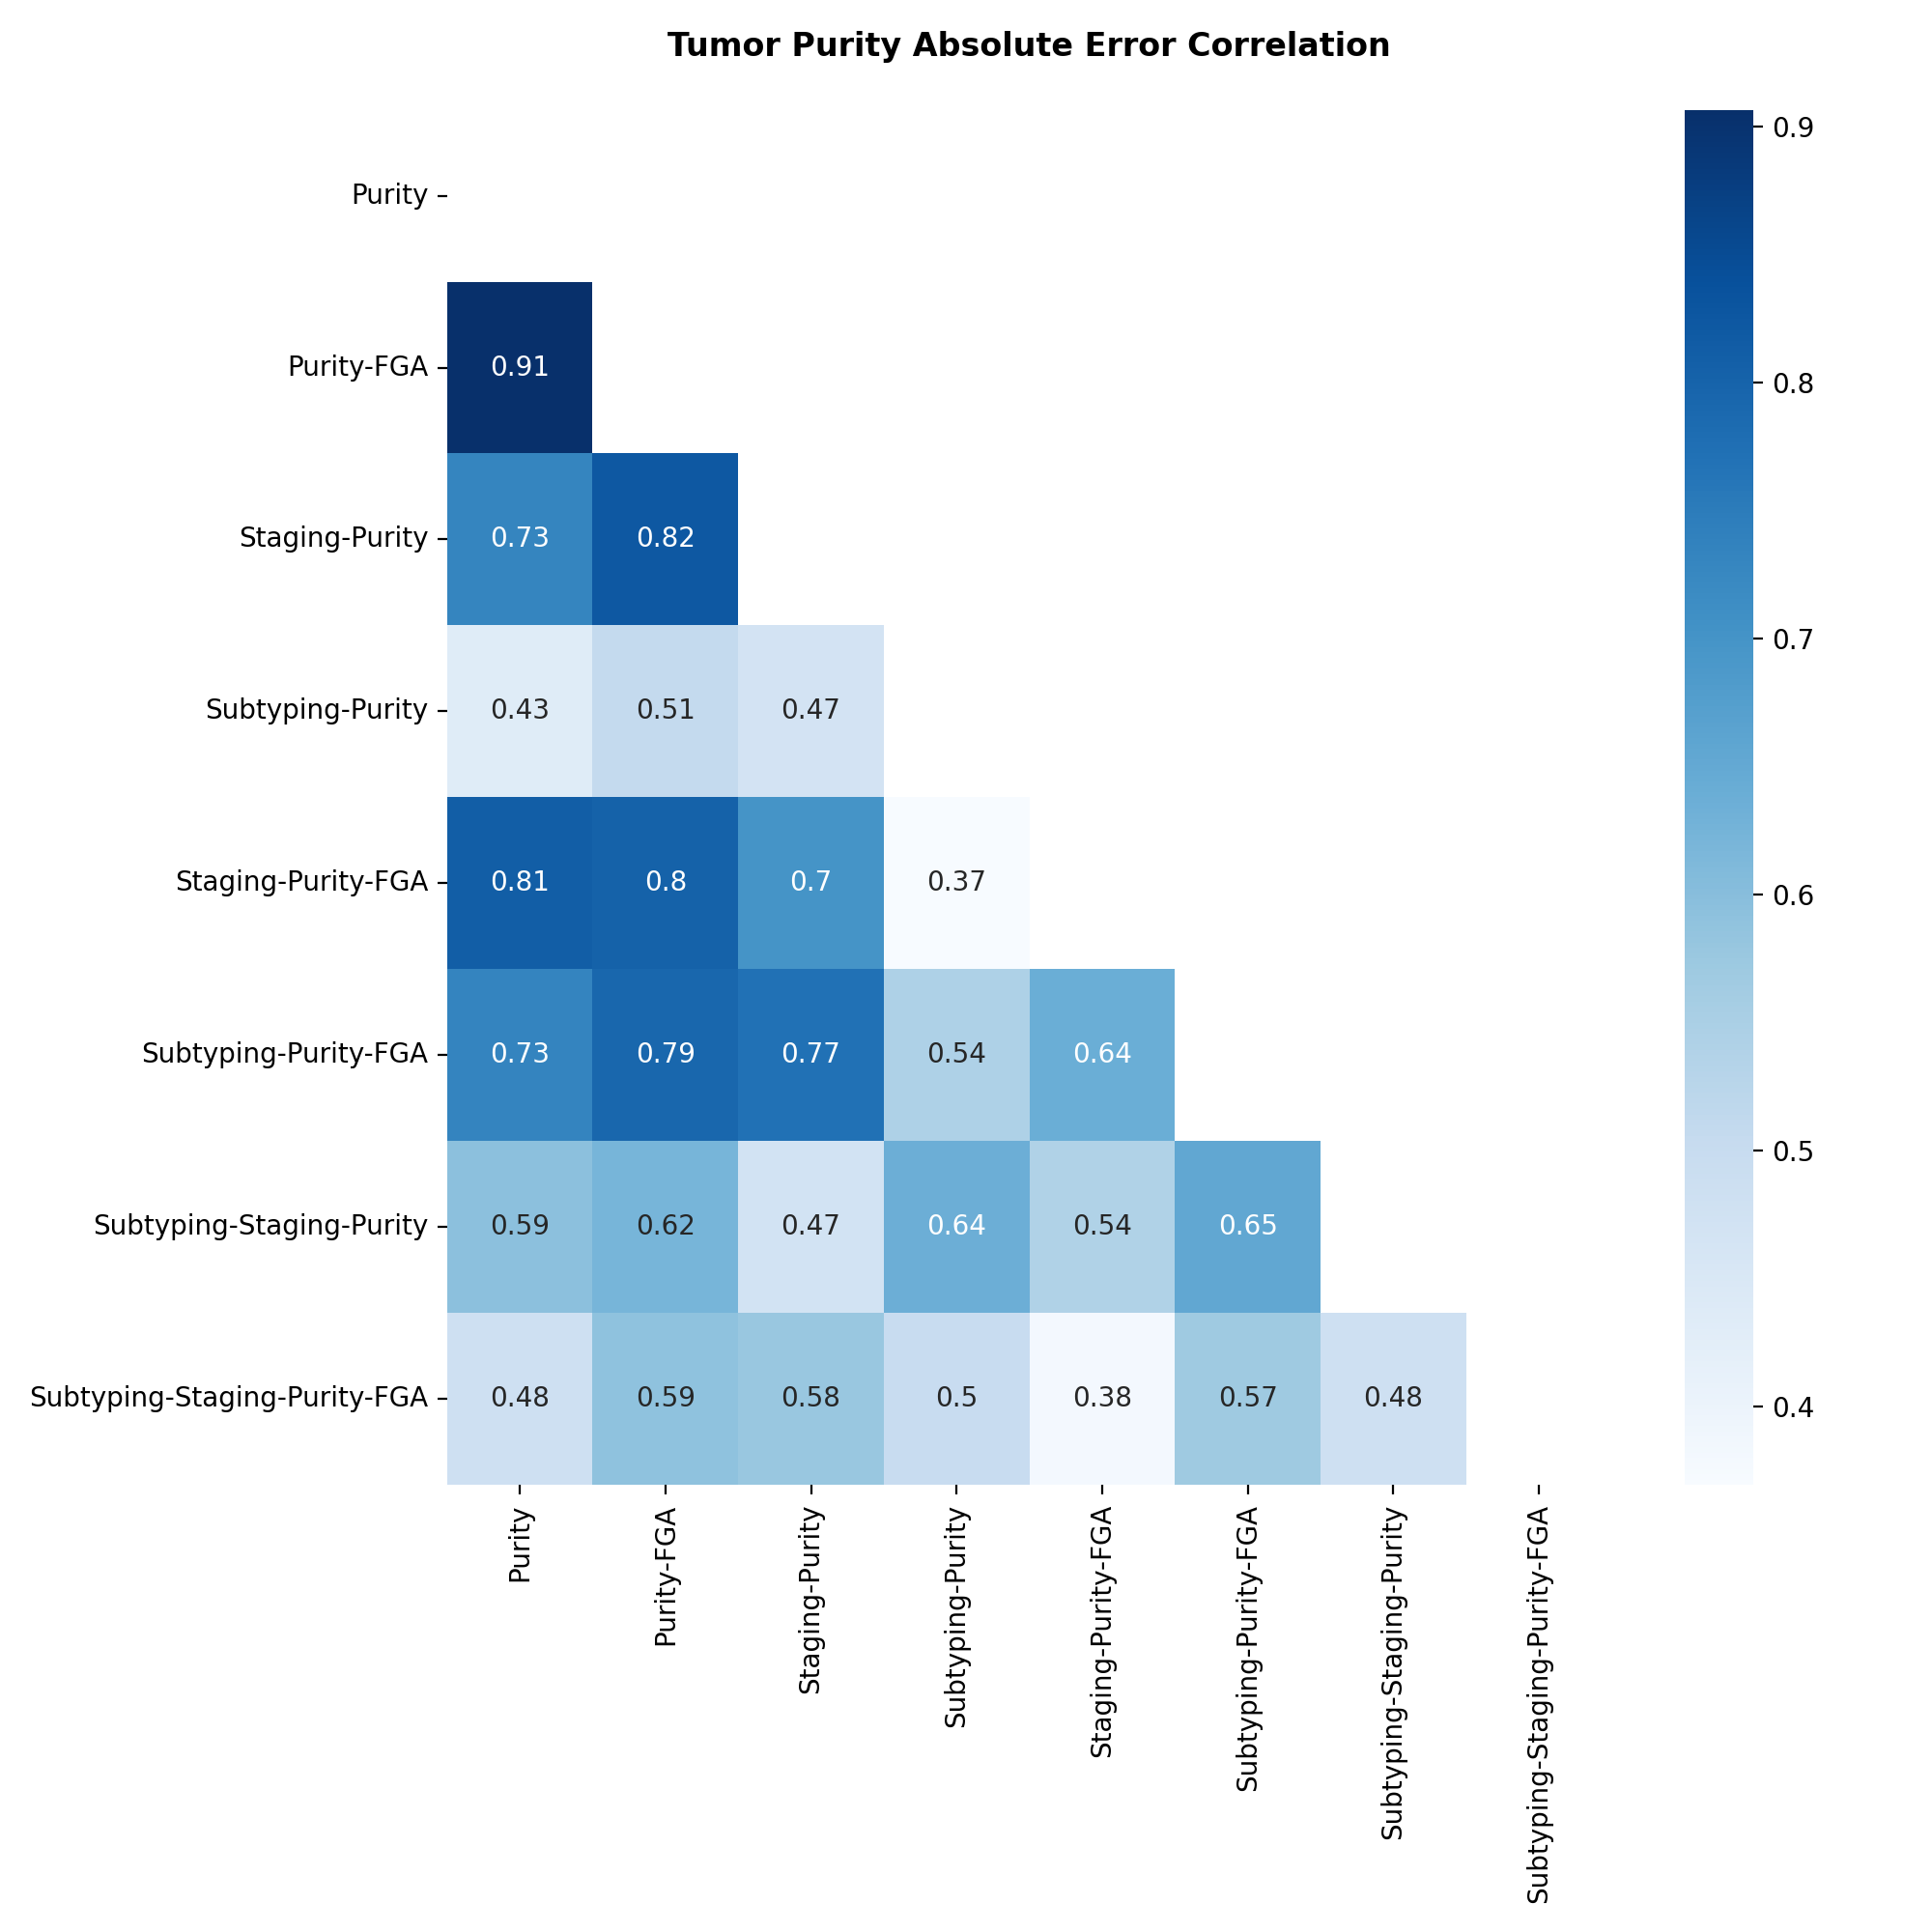 Tumor Purity Absolute Error Correlation
Purity
Purity-FGA
0.91
Staging-Purity
0.73 0.82
Subtyping-Purity
0.43 0.51 0.47
Staging-Purity-FGA
0.81 0.8 0.7 0.37
Subtyping-Purity-FGA
0.73 0.79 0.77 0.54 0.64
Subtyping-Staging-Purity
0.59 0.62 0.47 0.64 0.54 0.65
Subtyping-Staging-Purity-FGA
0.48 0.59 0.58 0.5 0.38 0.57 0.48
Purity
Purity-FGA
Staging-Purity
Subtyping-Purity
Staging-Purity-FGA
Subtyping-Purity-FGA
Subtyping-Staging-Purity
Subtyping-Staging-Purity-FGA
0.9
0.8
0.7
0.6
0.5
0.4